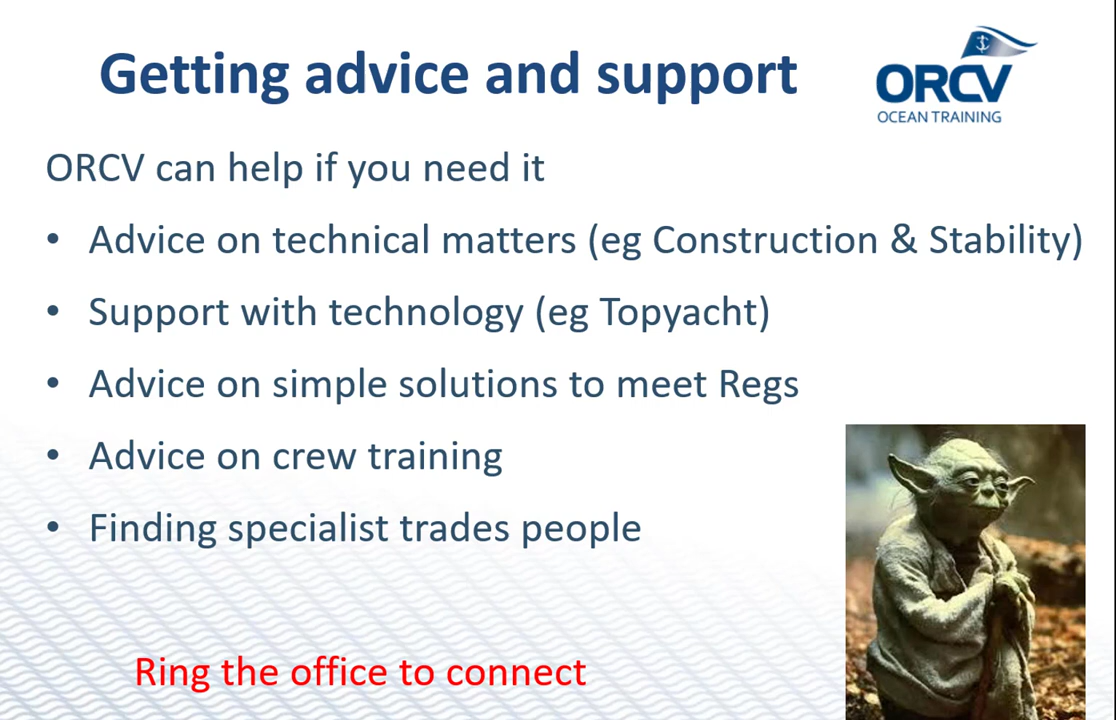 Getting advice and support
ORCV
OCEAN TRAINING
ORCV can help if you need it
• Advice on technical matters (eg Construction & Stability)
• Support with technology (eg Topyacht)
• Advice on simple solutions to meet Regs
• Advice on crew training
• Finding specialist trades people
Ring the office to connect